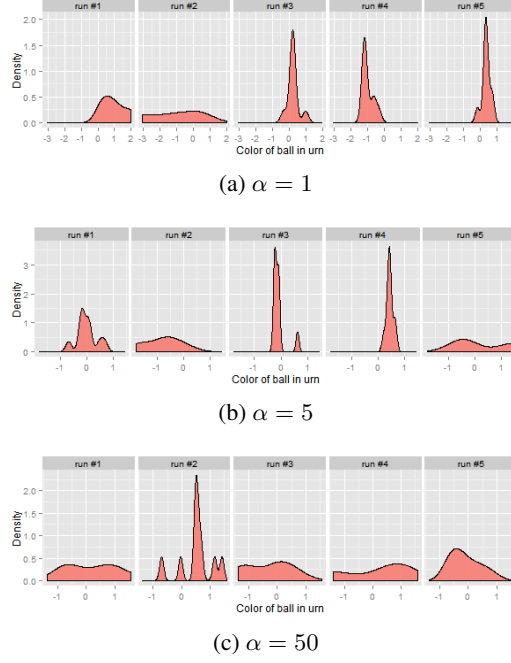 run #1 run #2 run #3 run #4 run #5
2.0
1.5
1.0
0.5
0.0
Density
-3 -2 -1 0 1 2 -3 -2 -1 0 1 2 -3 -2 -1 0 1 2 -3 -2 -1 0 1 2 -3 -2 -1 0 1 2
Color of ball in urn
(a) α = 1
run #1 run #2 run #3 run #4 run #5
3
2
1
0
Density
-1 0 1 -1 0 1 -1 0 1 -1 0 1 -1 0 1
Color of ball in urn
(b) α = 5
run #1 run #2 run #3 run #4 run #5
2.0
1.5
1.0
0.5
0.0
Density
-1 0 1 -1 0 1 -1 0 1 -1 0 1 -1 0 1
Color of ball in urn
(c) α = 50